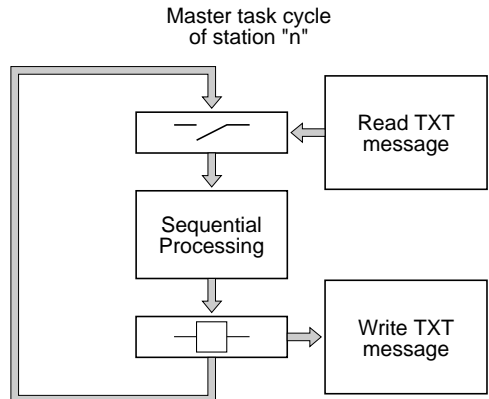 Master task cycle
of station "n"
Read TXT
message
Sequential
Processing
Write TXT
message